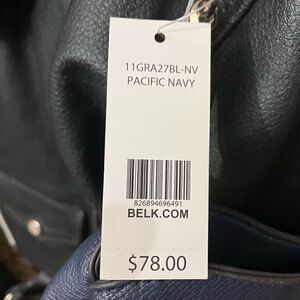 11GRA27BL-NV
PACIFIC NAVY
826894696491
BELK.COM
$78.00